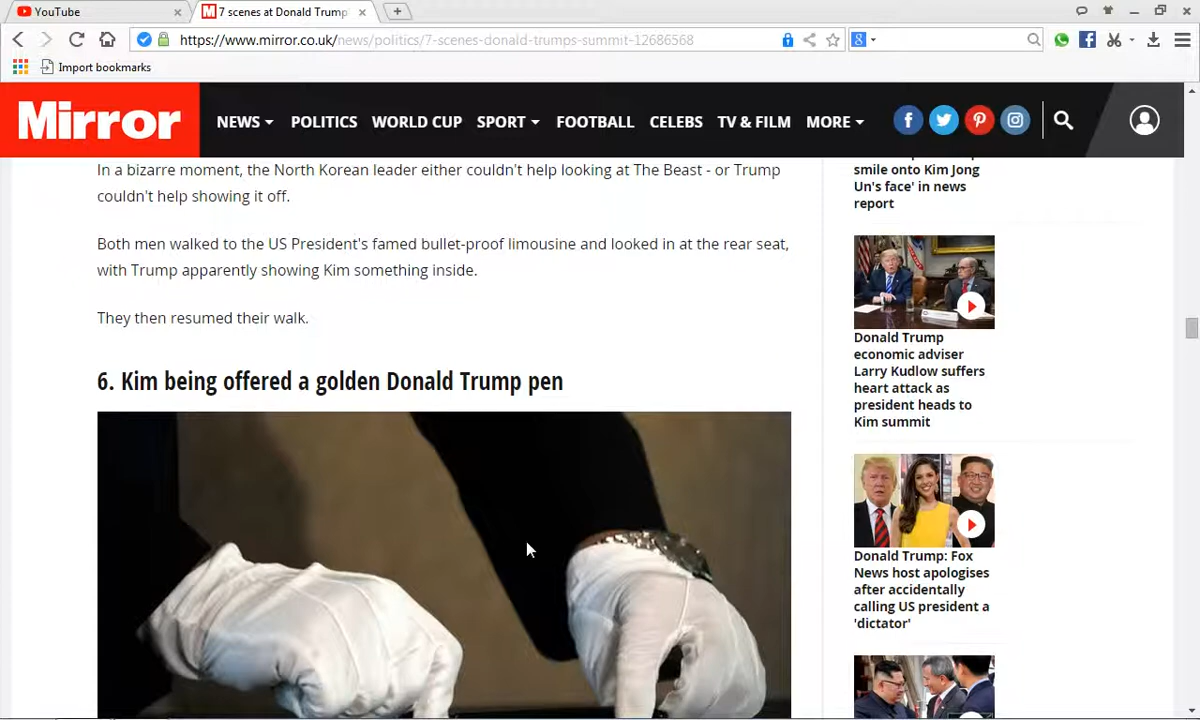 YouTube
7 scenes at Donald Trump
https://www.mirror.co.uk/news/politics/7-scenes-donald-trumps-summit-12686568
Import bookmarks
Mirror
NEWS
POLITICS
WORLD CUP
SPORT
FOOTBALL
CELEBS
TV & FILM
MORE
In a bizarre moment, the North Korean leader either couldn't help looking at The Beast - or Trump
couldn't help showing it off.
Both men walked to the US President's famed bullet-proof limousine and looked in at the rear seat,
with Trump apparently showing Kim something inside.
They then resumed their walk.
6. Kim being offered a golden Donald Trump pen
smile onto Kim Jong
Un's face' in news
report
Donald Trump
economic adviser
Larry Kudlow suffers
heart attack as
president heads to
Kim summit
Donald Trump: Fox
News host apologises
after accidentally
calling US president a
'dictator'